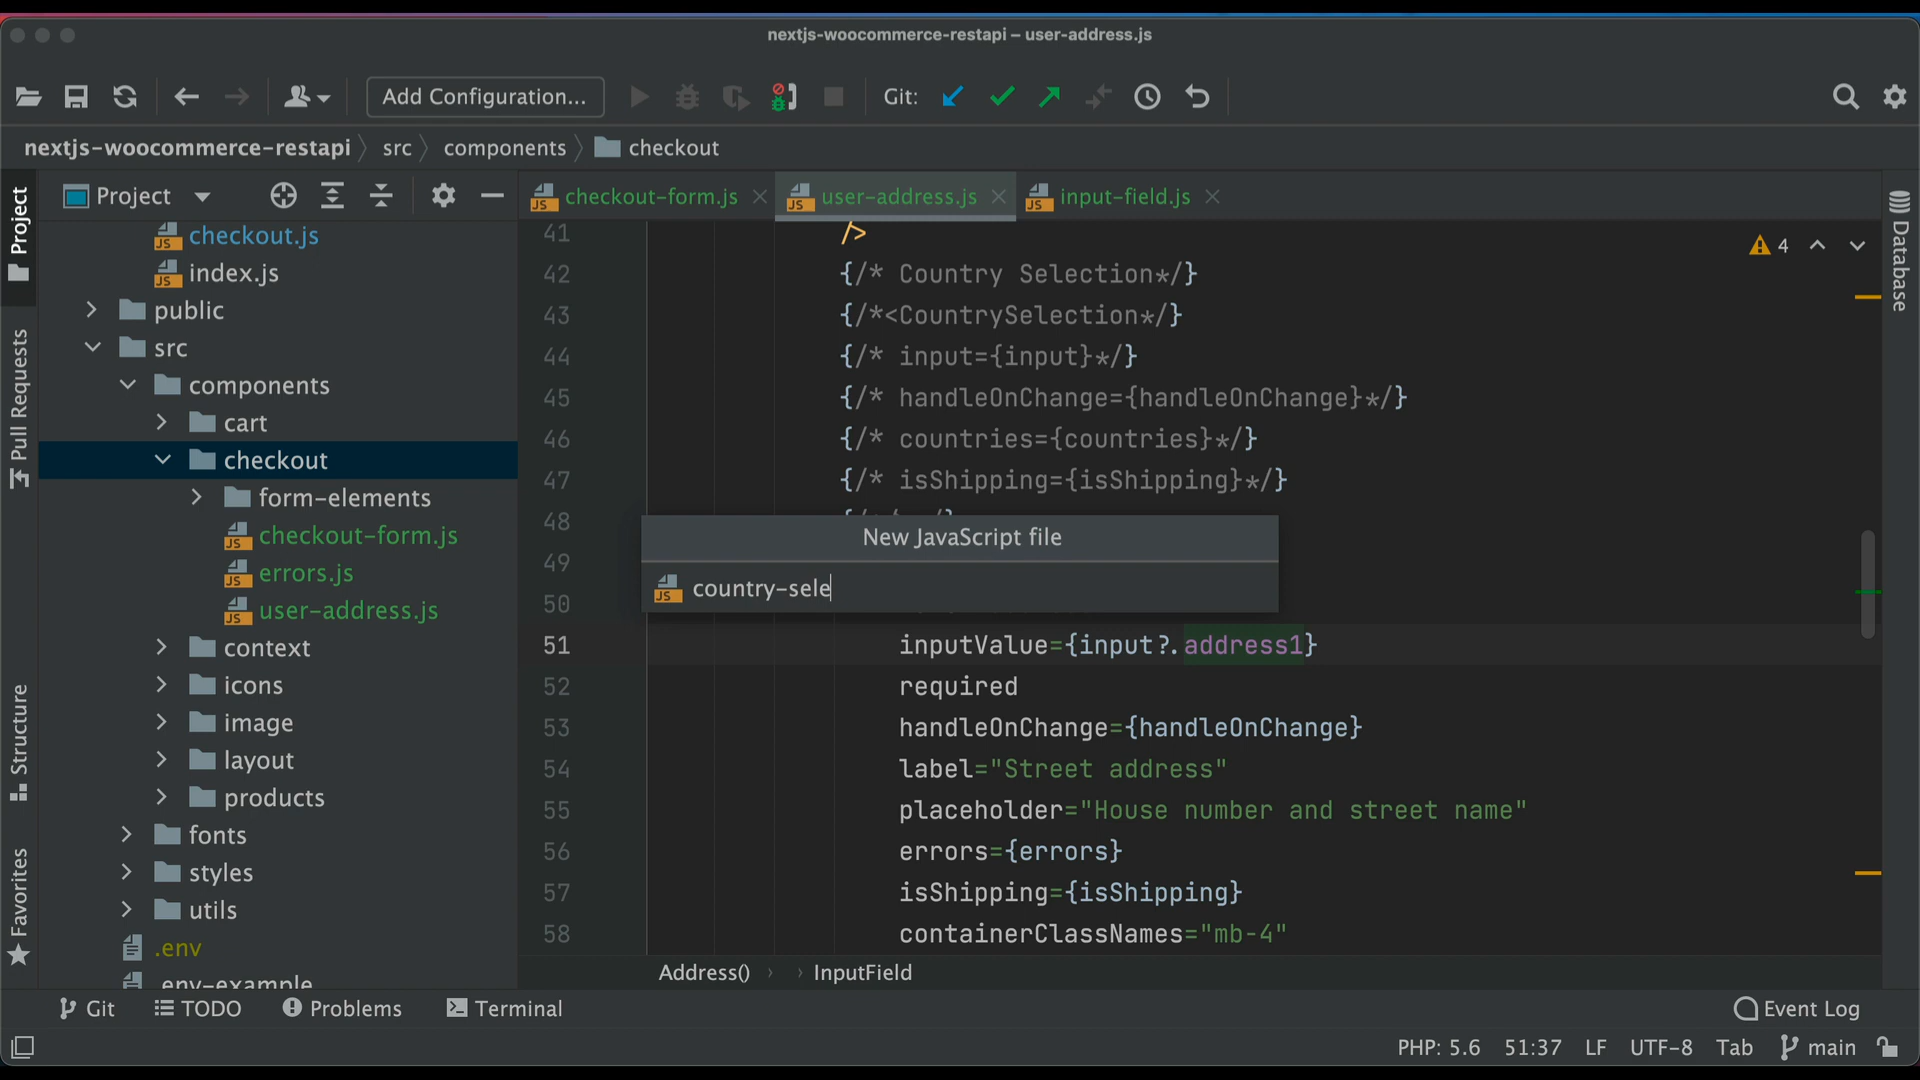 nextjs-woocommerce-restapi – user-address.js
Add Configuration...
Git:
nextjs-woocommerce-restapi
src
components
checkout
Project
checkout-form.js
user-address.js
input-field.js
Project
Pull Requests
Structure
Favorites
checkout.js
index.js
public
src
components
cart
checkout
form-elements
checkout-form.js
errors.js
user-address.js
context
icons
image
layout
products
fonts
styles
utils
.env
.env-example
4
Database
41 />
42 {/* Country Selection*/}
43 {/*<CountrySelection*/}
44 {/* input={input}*/}
45 {/* handleOnChange={handleOnChange}*/}
46 {/* countries={countries}*/}
47 {/* isShipping={isShipping}*/}
48
49
50
51 inputValue={input?.address1}
52 required
53 handleOnChange={handleOnChange}
54 label="Street address"
55 placeholder="House number and street name"
56 errors={errors}
57 isShipping={isShipping}
58 containerClassNames="mb-4"
New JavaScript file
JS country-sele
Address()
InputField
Git
TODO
Problems
Terminal
Event Log
PHP: 5.6
51:37
LF
UTF-8
Tab
main